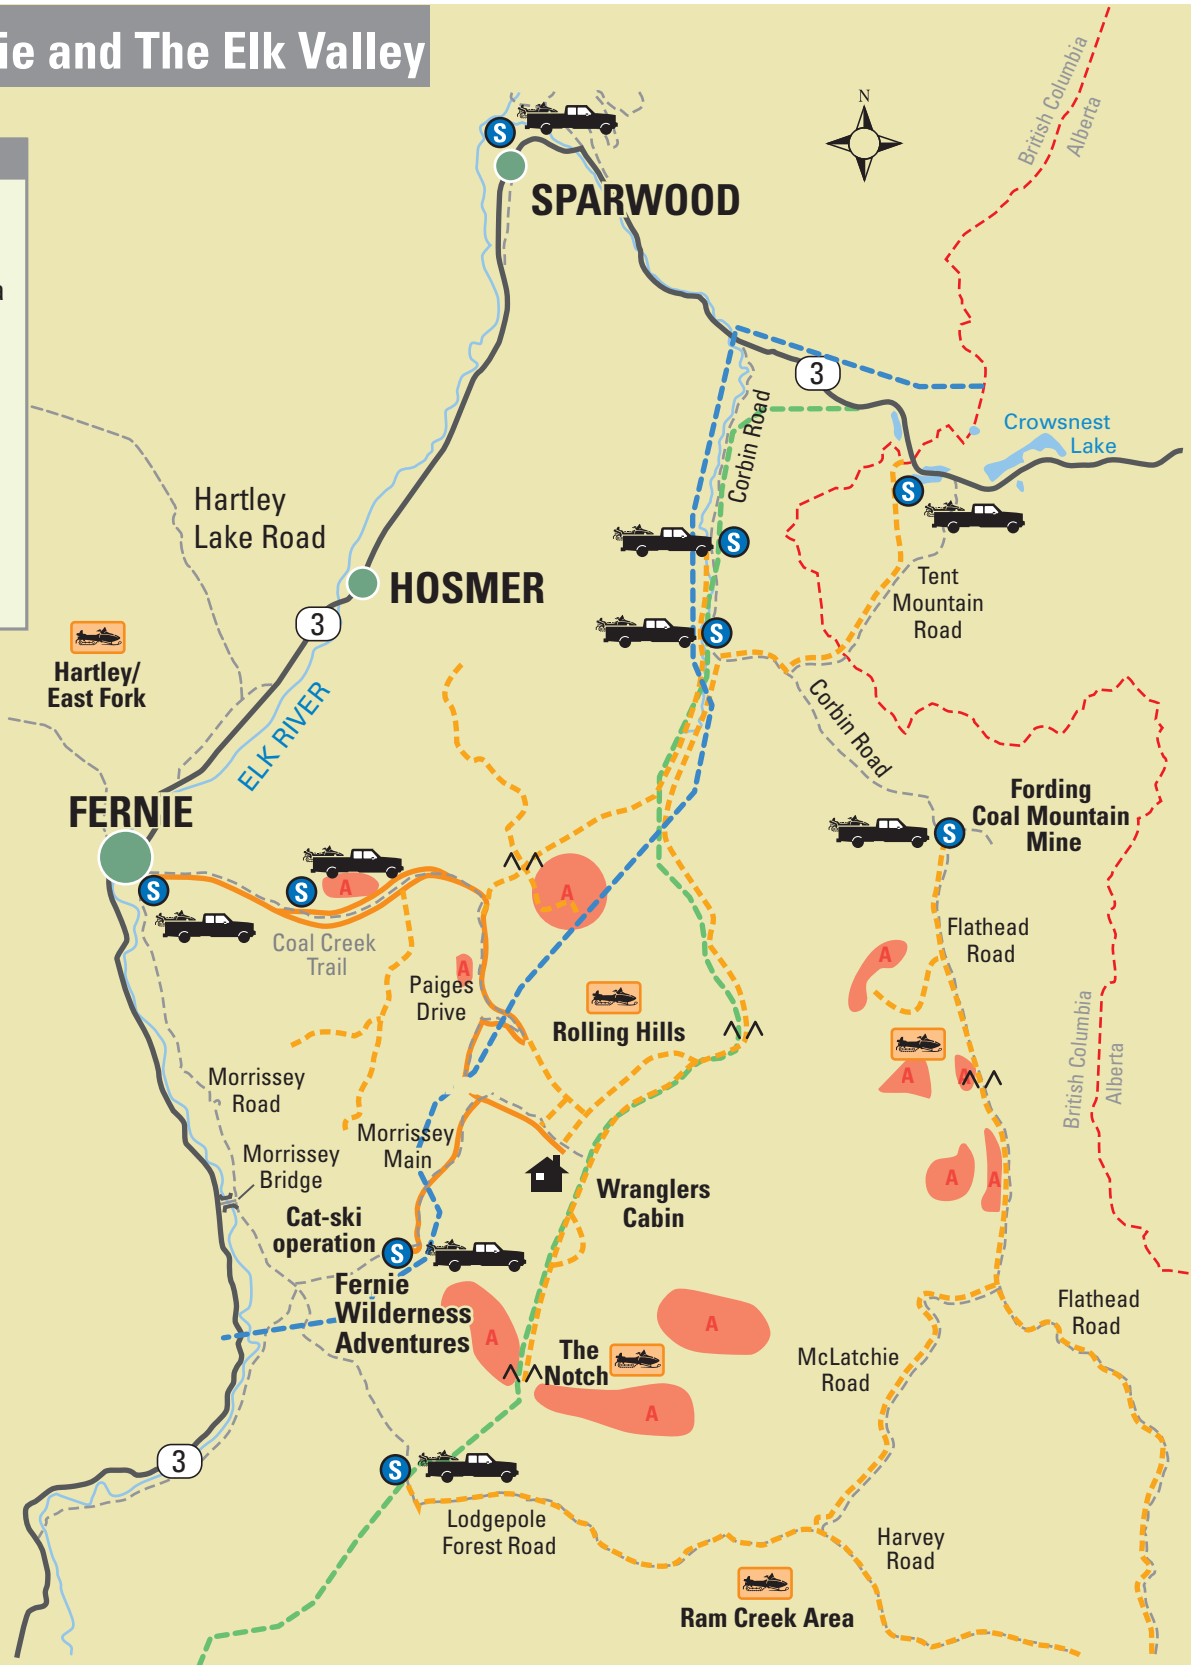 ie and The Elk Valley
a
N
British Columbia
Alberta
S
SPARWOOD
3
Crowsnest
Lake
Corbin Road
S
Hartley
Lake Road
S
HOSMER
Tent
Mountain
Road
3
S
Hartley/
East Fork
ELK RIVER
Corbin Road
Fording
Coal Mountain
Mine
S
FERNIE
S
S
A
A
Coal Creek
Trail
Flathead
Road
A
A
Paiges
Drive
Rolling Hills
British Columbia
Alberta
A
A
Morrissey
Road
Morrissey
Main
Morrissey
Bridge
A
A
Wranglers
Cabin
Cat-ski
operation
S
Fernie
Wilderness
Adventures
A
The
Notch
A
A
Flathead
Road
McLatchie
Road
3
S
Lodgepole
Forest Road
Harvey
Road
Ram Creek Area